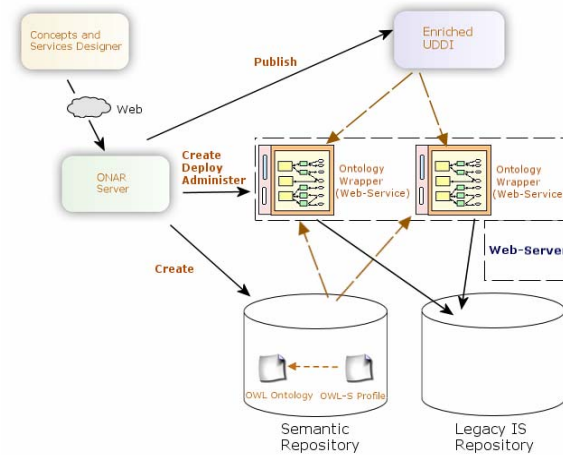 Concepts and
Services Designer
Enriched
UDDI
Publish
Web
ONAR
Server
Create
Deploy
Administer
Ontology
Wrapper
(Web-Service)
Ontology
Wrapper
(Web-Service
Web-Server
Create
OWL Ontology
OWL-S Profile
Semantic
Repository
Legacy IS
Repository